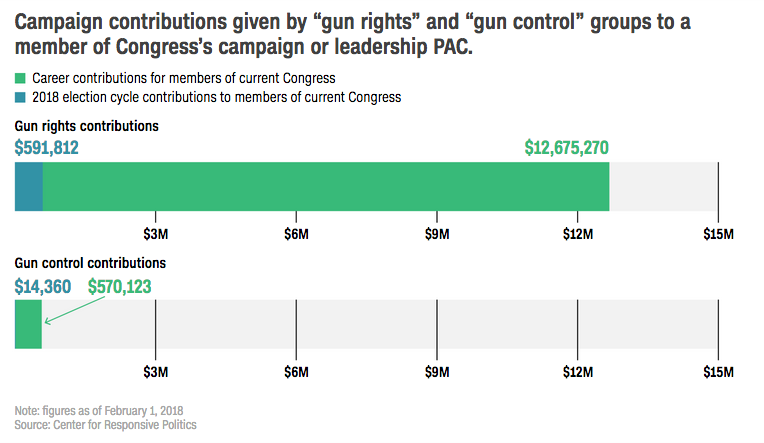 Campaign contributions given by “gun rights” and “gun control” groups to a
member of Congress’s campaign or leadership PAC.
Career contributions for members of current Congress
2018 election cycle contributions to members of current Congress
Gun rights contributions
$591,812 $12,675,270
$3M $6M $9M $12M $15M
Gun control contributions
$14,360 $570,123
$3M $6M $9M $12M $15M
Note: figures as of February 1, 2018
Source: Center for Responsive Politics